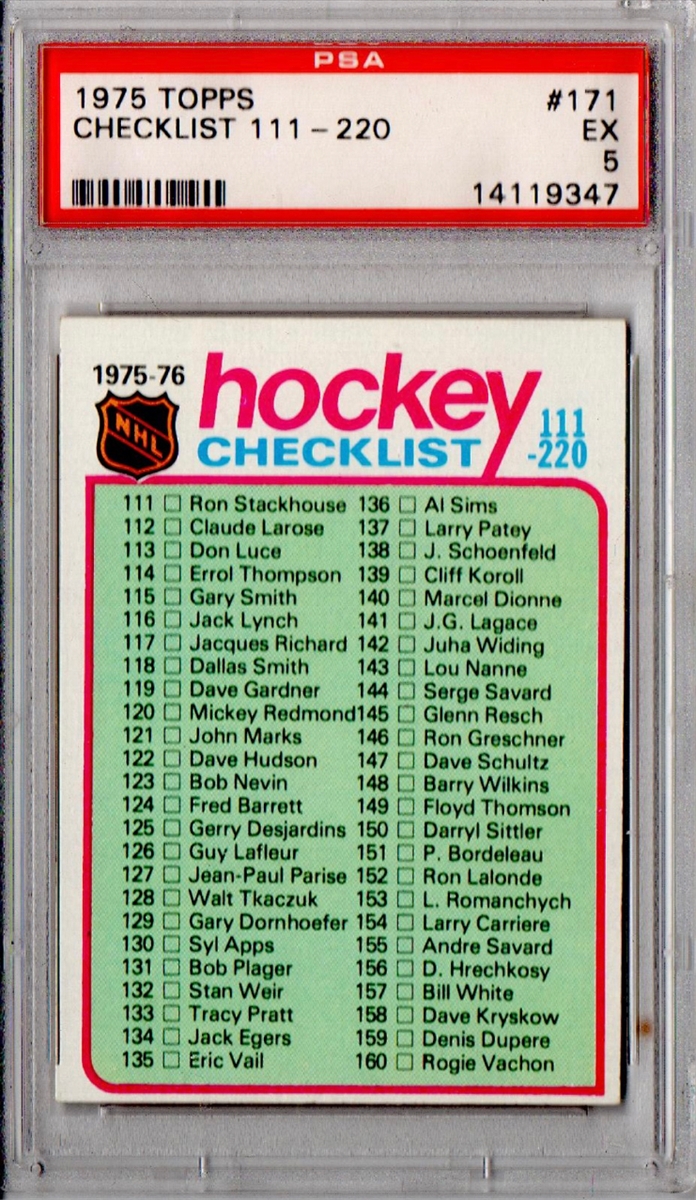 PSA
1975 TOPPS #171
CHECKLIST 111 - 220 EX
5
14119347
1975-76
NHL
hockey
CHECKLIST
111
-220
111 Ron Stackhouse 136 Al Sims
112 Claude Larose 137 Larry Patey
113 Don Luce 138 J. Schoenfeld
114 Errol Thompson 139 Cliff Koroll
115 Gary Smith 140 Marcel Dionne
116 Jack Lynch 141 J.G. Lagace
117 Jacques Richard 142 Juha Widing
118 Dallas Smith 143 Lou Nanne
119 Dave Gardner 144 Serge Savard
120 Mickey Redmond 145 Glenn Resch
121 John Marks 146 Ron Greschner
122 Dave Hudson 147 Dave Schultz
123 Bob Nevin 148 Barry Wilkins
124 Fred Barrett 149 Floyd Thomson
125 Gerry Desjardins 150 Darryl Sittler
126 Guy Lafleur 151 P. Bordeleau
127 Jean-Paul Parise 152 Ron Lalonde
128 Walt Tkaczuk 153 L. Romanchych
129 Gary Dornhoefer 154 Larry Carriere
130 Syl Apps 155 Andre Savard
131 Bob Plager 156 D. Hrechkosy
132 Stan Weir 157 Bill White
133 Tracy Pratt 158 Dave Kryskow
134 Jack Egers 159 Denis Dupere
135 Eric Vail 160 Rogie Vachon